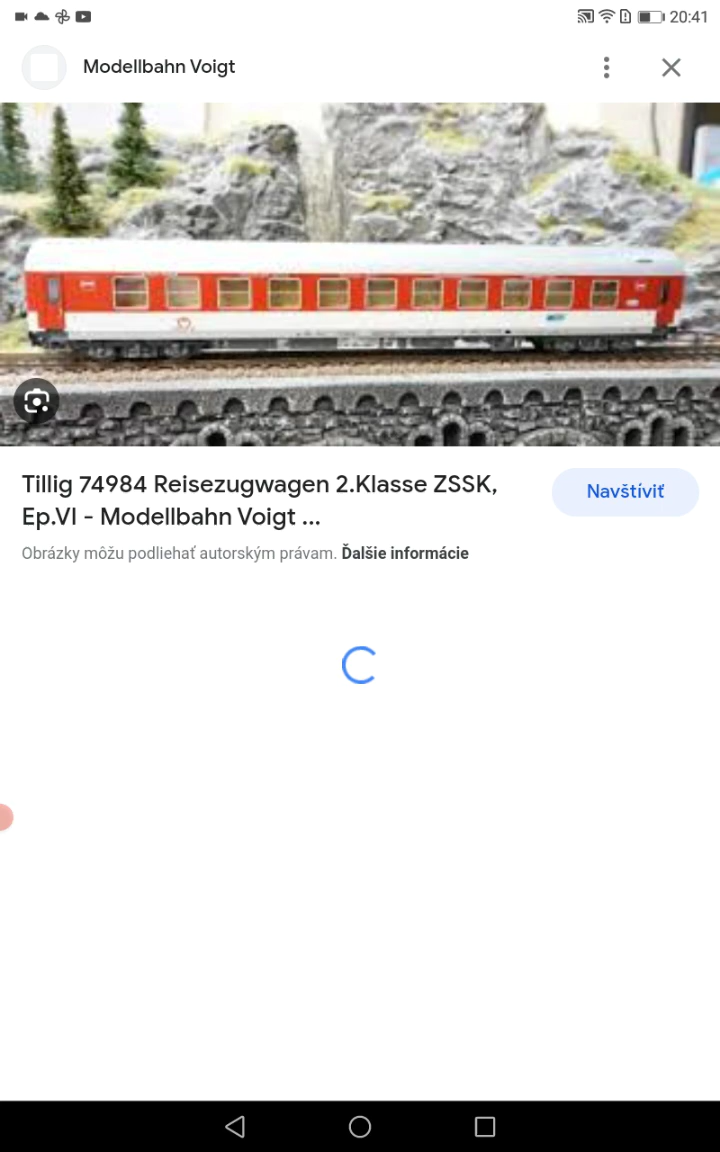 20:41
Modellbahn Voigt
Tillig 74984 Reisezugwagen 2.Klasse ZSSK,
Ep.VI - Modellbahn Voigt ...
Navštíviť
Obrázky môžu podliehať autorským právam. Ďalšie informácie